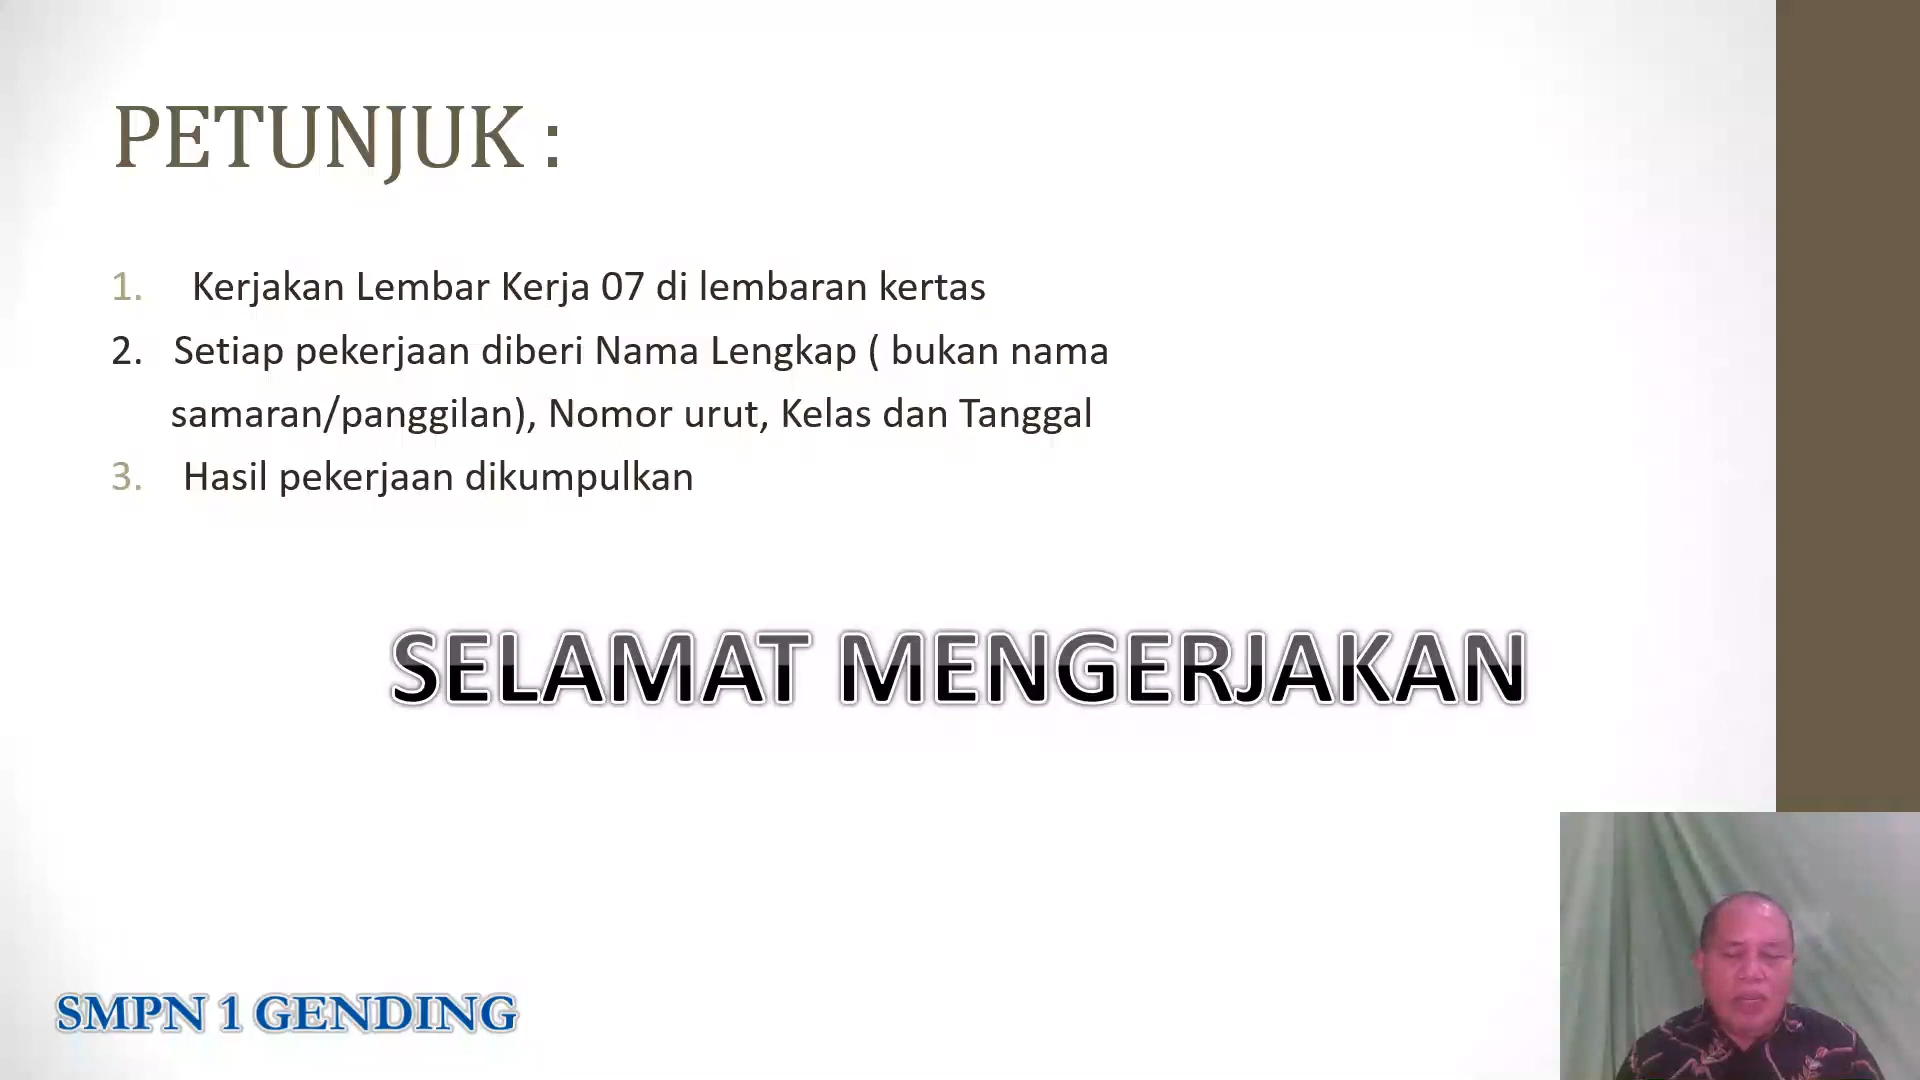 PETUNJUK :
1. Kerjakan Lembar Kerja 07 di lembaran kertas
2. Setiap pekerjaan diberi Nama Lengkap ( bukan nama
samaran/panggilan), Nomor urut, Kelas dan Tanggal
3. Hasil pekerjaan dikumpulkan
SELAMAT MENGERJAKAN
SMPN 1 GENDING